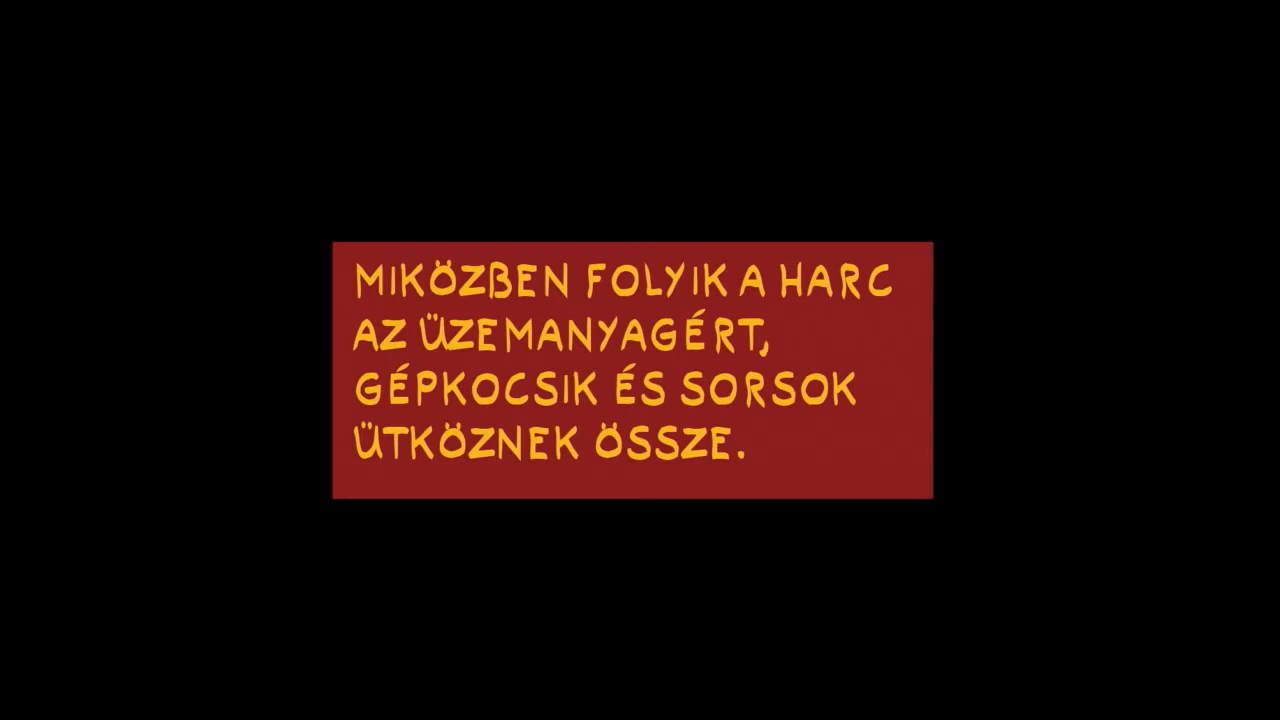 MIKÖZBEN FOLYIK A HARC
AZ ÜZEMANYAGÉRT,
GÉPKOCSIK ÉS SORSOK
ÜTKÖZNEK ÖSSZE.